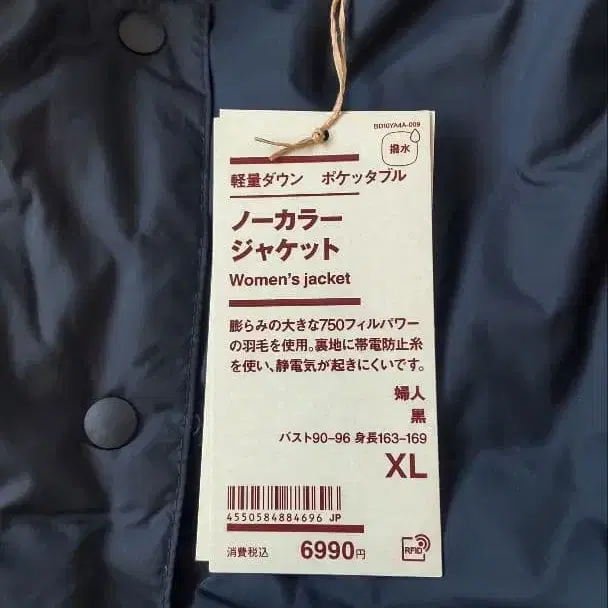 BD10YA4A-009
撥水
軽量ダウン ポケッタブル
ノーカラー
ジャケット
Women's jacket
膨らみの大きな750フィルパワー
の羽毛を使用。裏地に帯電防止糸
を使い、静電気が起きにくいです。
婦人
黒
バスト90-96 身長163-169
XL
4550584884696 JP
消費税込 6990円
RFID